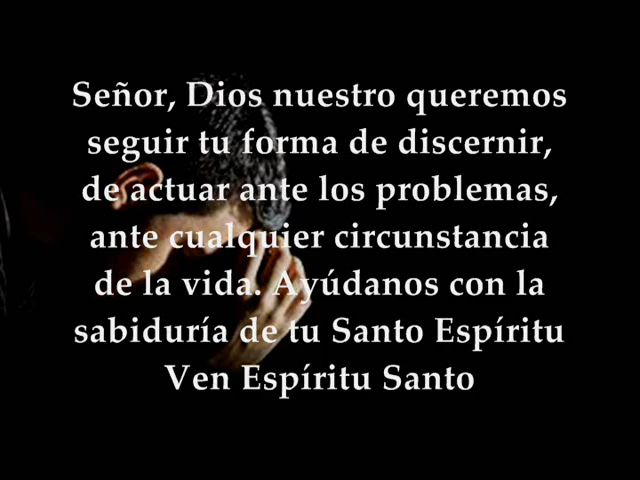 Señor, Dios nuestro queremos
seguir tu forma de discernir,
de actuar ante los problemas,
ante cualquier circunstancia
de la vida. Ayúdanos con la
sabiduría de tu Santo Espíritu
Ven Espíritu Santo